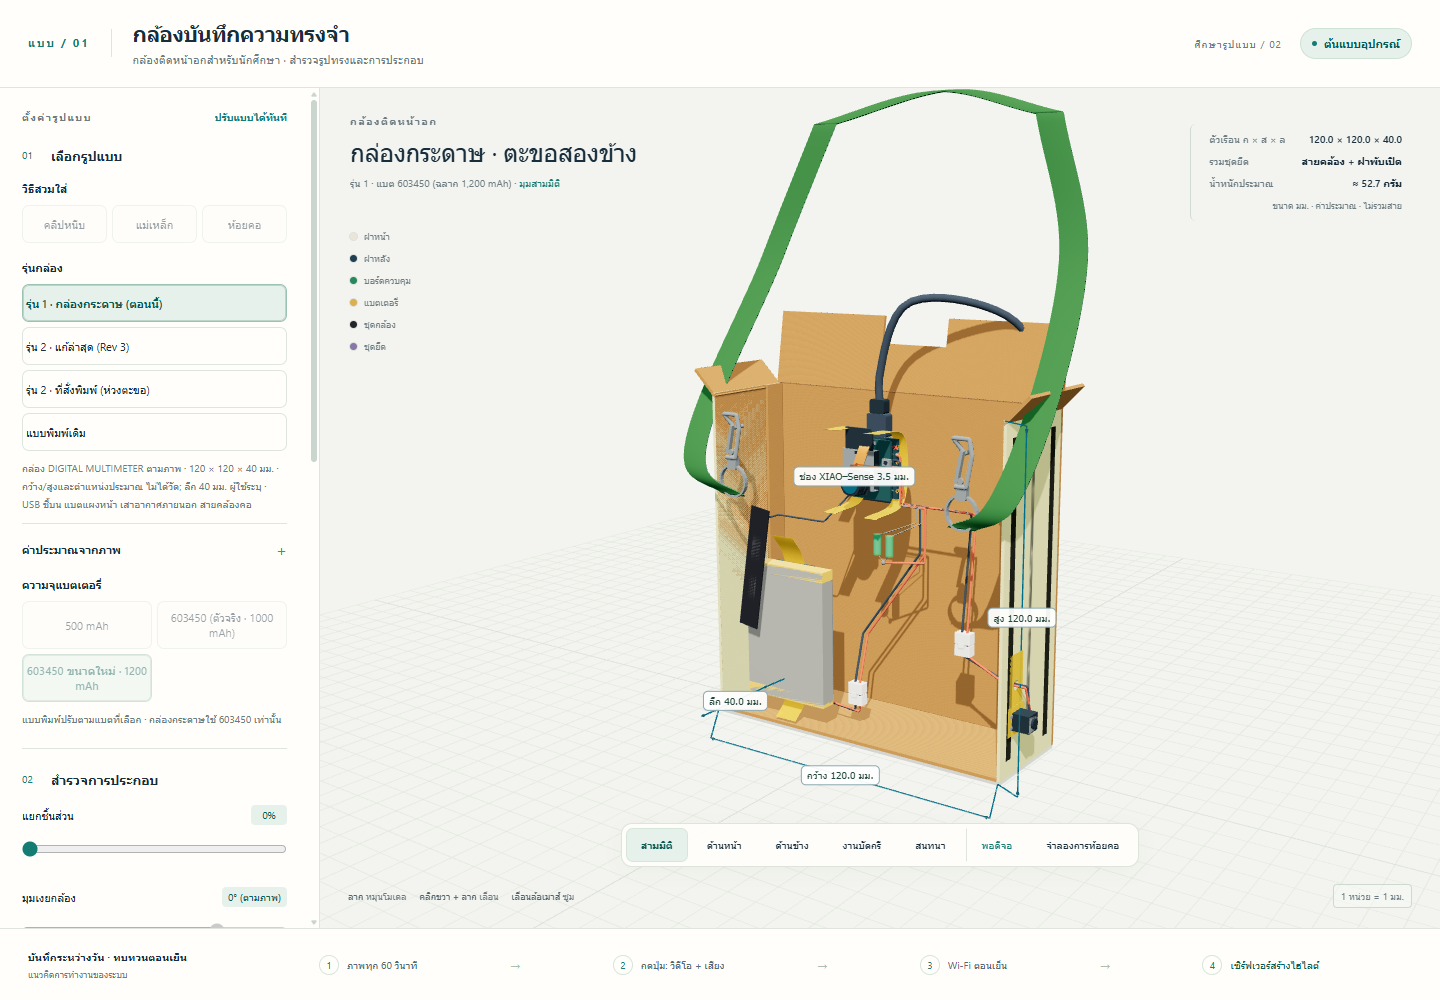 แบบ / 01
กล้องบันทึกความทรงจำ
กล้องติดหน้าอกสำหรับนักศึกษา · สำรวจรูปทรงและการประกอบ
ศึกษารูปแบบ / 02
ต้นแบบอุปกรณ์
ตั้งค่ารูปแบบ
ปรับแบบได้ทันที
01 เลือกรูปแบบ
วิธีสวมใส่
คลิปหนีบ
แม่เหล็ก
ห้อยคอ
รุ่นกล่อง
รุ่น 1 · กล่องกระดาษ (ตอนนี้)
รุ่น 2 · แก้ล่าสุด (Rev 3)
รุ่น 2 · ที่สั่งพิมพ์ (ห่วงตะขอ)
แบบพิมพ์เดิม
กล่อง DIGITAL MULTIMETER ตามภาพ · 120 × 120 × 40 มม. ·
กว้าง/สูงและตำแหน่งประมาณ ไม่ได้วัด; ลึก 40 มม. ผู้ใช้ระบุ ·
USB ขึ้นบน แบตแผงหน้า เสาอากาศภายนอก สายคล้องคอ
ค่าประมาณจากภาพ +
ความจุแบตเตอรี่
500 mAh
603450 (ตัวจริง · 1000
mAh)
603450 ขนาดใหม่ · 1200
mAh
แบบพิมพ์ปรับตามแบตที่เลือก · กล่องกระดาษใช้ 603450 เท่านั้น
02 สำรวจการประกอบ
แยกชิ้นส่วน
0%
มุมเงยกล้อง
0° (ตามภาพ)
กล้องติดหน้าอก
กล่องกระดาษ · ตะขอสองข้าง
รุ่น 1 · แบต 603450 (ฉลาก 1,200 mAh) · มุมสามมิติ
ฝาหน้า
ฝาหลัง
บอร์ดควบคุม
แบตเตอรี่
ชุดกล้อง
ชุดยึด
ตัวเรือน ก × ส × ล 120.0 × 120.0 × 40.0
รวมชุดยึด สายคล้อง + ฝาพับเปิด
น้ำหนักประมาณ ≈ 52.7 กรัม
ขนาด มม. · ค่าประมาณ · ไม่รวมสาย
ช่อง XIAO–Sense 3.5 มม.
สูง 120.0 มม.
ลึก 40.0 มม.
กว้าง 120.0 มม.
สามมิติ
ด้านหน้า
ด้านข้าง
งานบัดกรี
สนทนา
พอดีจอ
จำลองการห้อยคอ
ลาก หมุนโมเดล
คลิกขวา + ลาก เลื่อน
เลื่อนล้อเมาส์ ซูม
1 หน่วย = 1 มม.
บันทึกระหว่างวัน · ทบทวนตอนเย็น
แนวคิดการทำงานของระบบ
1 ภาพทุก 60 วินาที →
2 กดปุ่ม: วิดีโอ + เสียง →
3 Wi-Fi ตอนเย็น →
4 เซิร์ฟเวอร์สร้างไฮไลต์